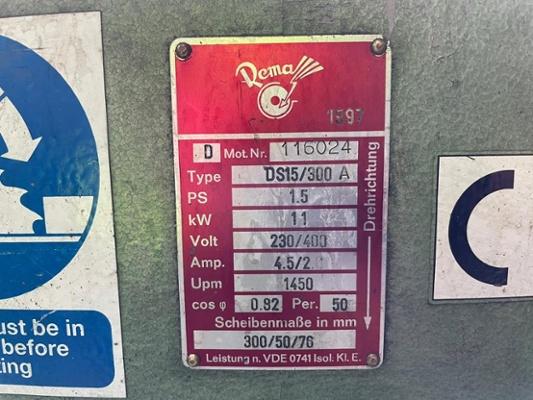 Rema
1997
D Mot.Nr. 116024
Type DS15/300 A
PS 1.5
kW 1.1
Volt 230/400
Amp. 4.5/2
Upm 1450
cos φ 0.82 Per. 50
Scheibenmaße in mm
300/50/76
Leistung n. VDE 0741 Isol. Kl. E.
Drehrichtung
ust be in
before
ting
C